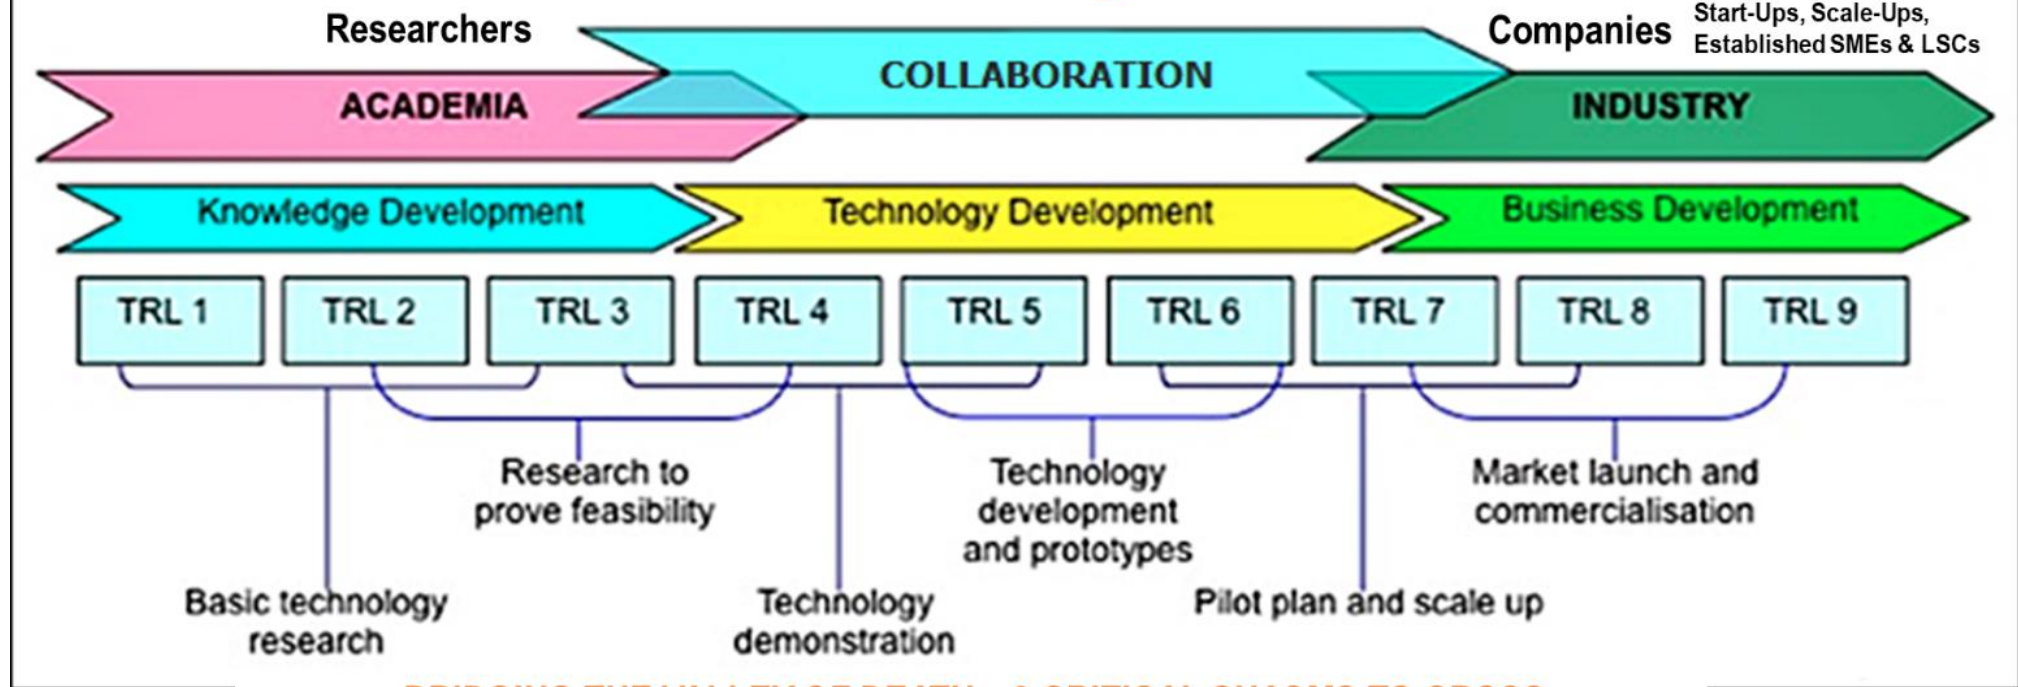 Researchers
Companies
Start-Ups, Scale-Ups,
Established SMEs & LSCs
COLLABORATION
ACADEMIA
INDUSTRY
Knowledge Development
Technology Development
Business Development
TRL 1
TRL 2
TRL 3
TRL 4
TRL 5
TRL 6
TRL 7
TRL 8
TRL 9
Research to
prove feasibility
Technology
development
and prototypes
Market launch and
commercialisation
Basic technology
research
Technology
demonstration
Pilot plan and scale up